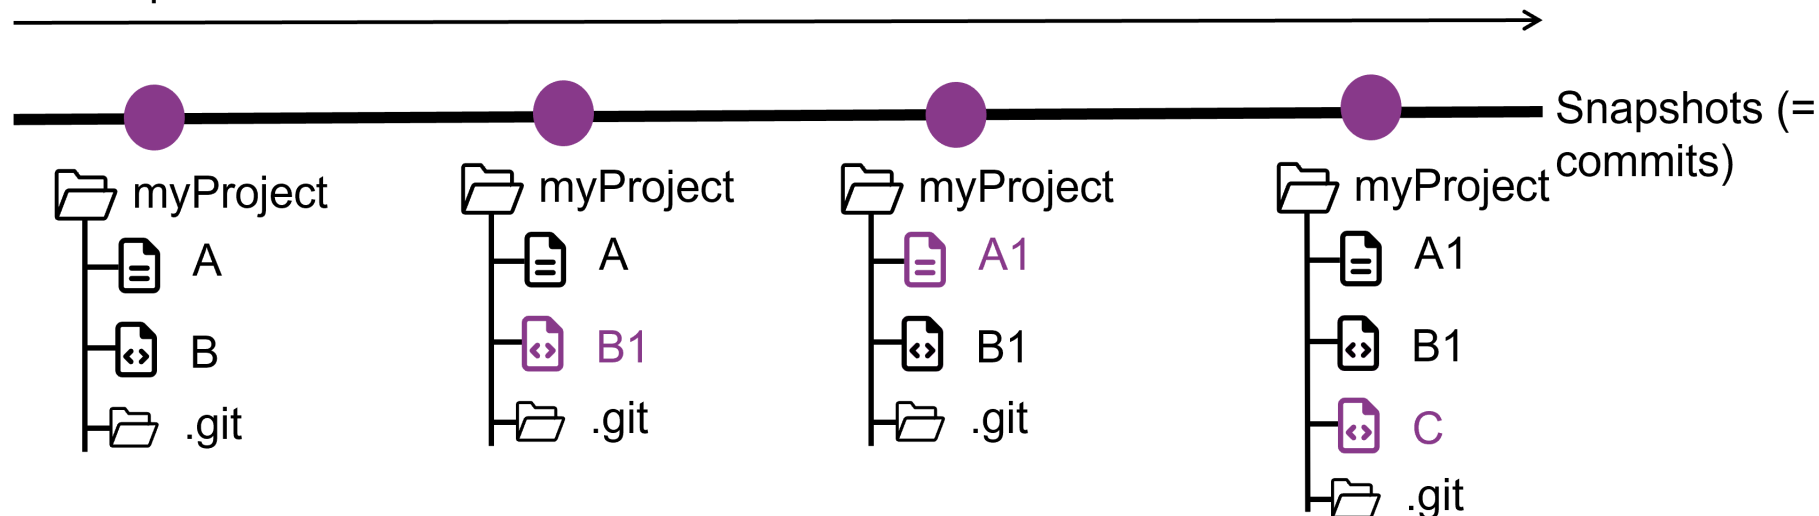 Snapshots (=
commits)
myProject
A
B
.git
myProject
A
B1
.git
myProject
A1
B1
.git
myProject
A1
B1
C
.git